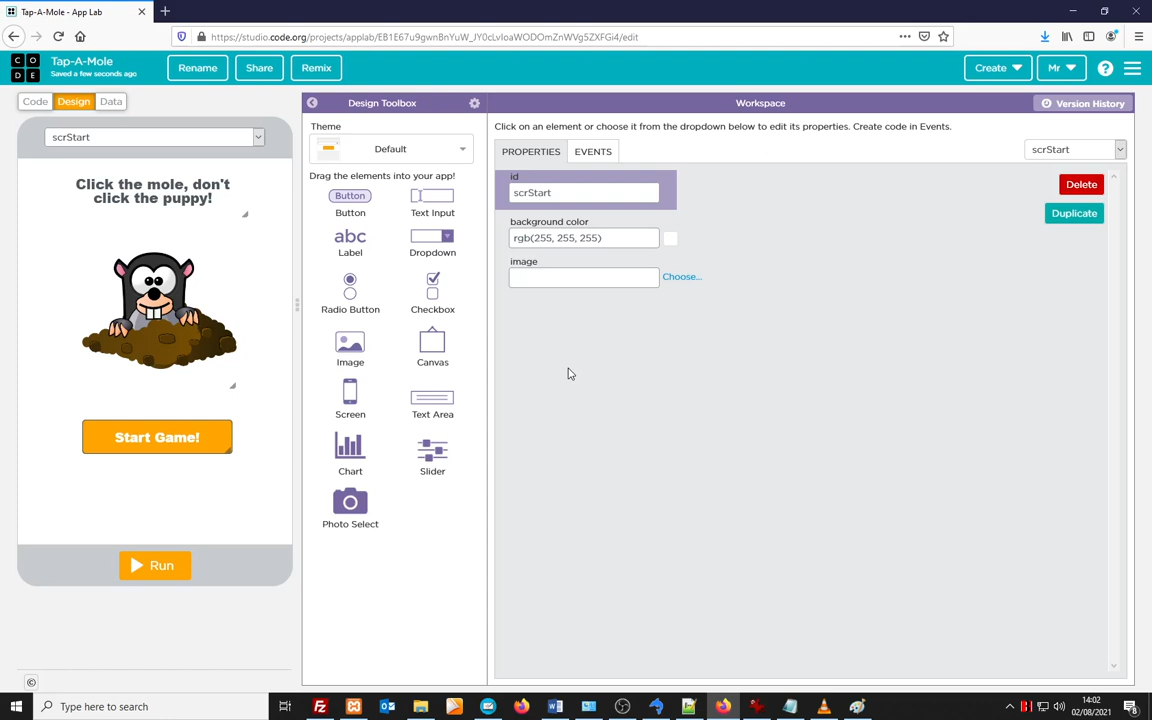 Tap-A-Mole - App Lab
https://studio.code.org/projects/applab/EB1E67u9gwnBnYuW_JY0cLvIoaWODOmZnWVg5ZXFGi4/edit
C O
D E
Tap-A-Mole
Saved a few seconds ago
Rename
Share
Remix
Create
Mr
?
Code
Design
Data
Design Toolbox
Workspace
Version History
scrStart
Click the mole, don't
click the puppy!
Start Game!
Run
Theme
Default
Drag the elements into your app!
Button
Button
Text Input
abc
Label
Dropdown
Radio Button
Checkbox
Image
Canvas
Screen
Text Area
Chart
Slider
Photo Select
Click on an element or choose it from the dropdown below to edit its properties. Create code in Events.
PROPERTIES
EVENTS
scrStart
id
scrStart
Delete
Duplicate
background color
rgb(255, 255, 255)
image
Choose...
©
Type here to search
14:02
02/08/2021
8